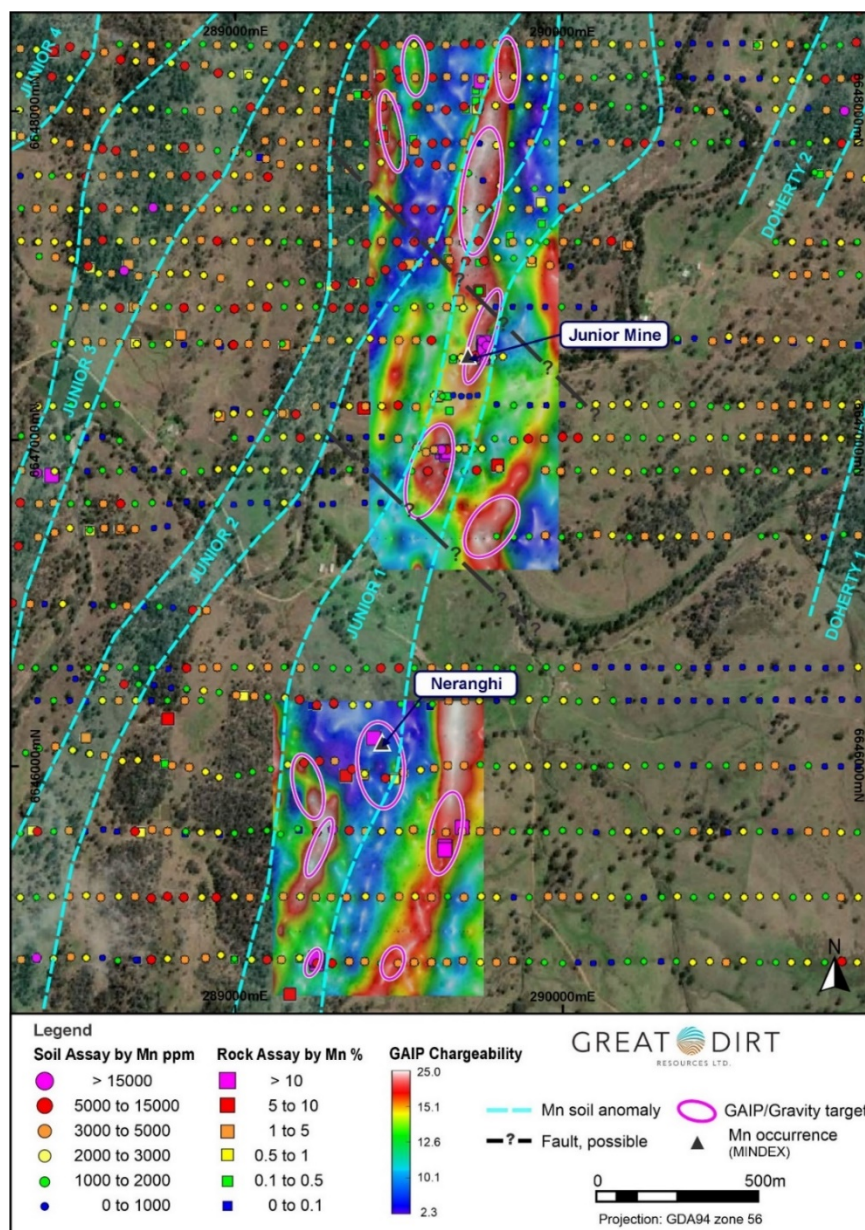 289000mE
290000mE
JUNIOR 4
6648000mN
6648000mN
DOHERTY 2
?
Junior Mine
?
?
JUNIOR 3
?
6647000mN
6647000mN
JUNIOR 2
?
?
JUNIOR 1
?
?
DOHERTY 1
Neranghi
6646000mN
6646000mN
289000mE
290000mE
N
Legend
Soil Assay by Mn ppm
> 15000
5000 to 15000
3000 to 5000
2000 to 3000
1000 to 2000
0 to 1000
Rock Assay by Mn %
> 10
5 to 10
1 to 5
0.5 to 1
0.1 to 0.5
0 to 0.1
GAIP Chargeability
25.0
15.1
12.6
10.1
2.3
GREAT DIRT
RESOURCES LTD.
Mn soil anomaly
GAIP/Gravity target
? Fault, possible
Mn occurrence
(MINDEX)
0 500m
Projection: GDA94 zone 56